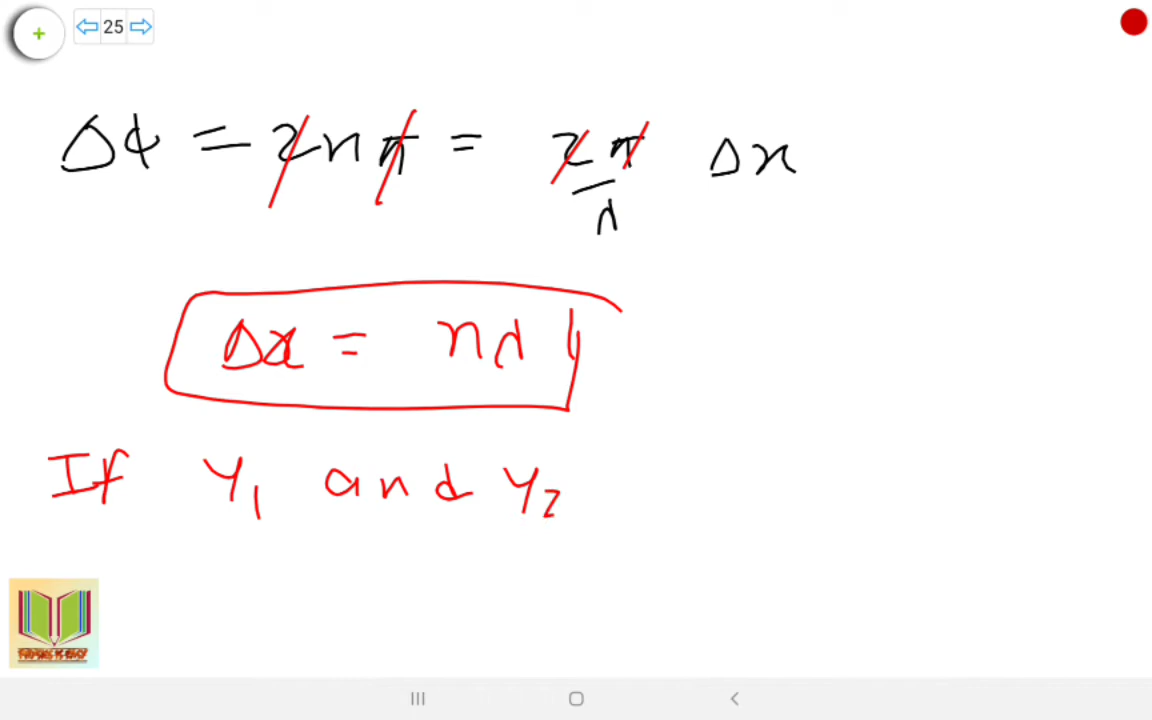 25
Δφ = 2nπ = 2π/λ Δx
Δx = nλ
If Y₁ and Y₂